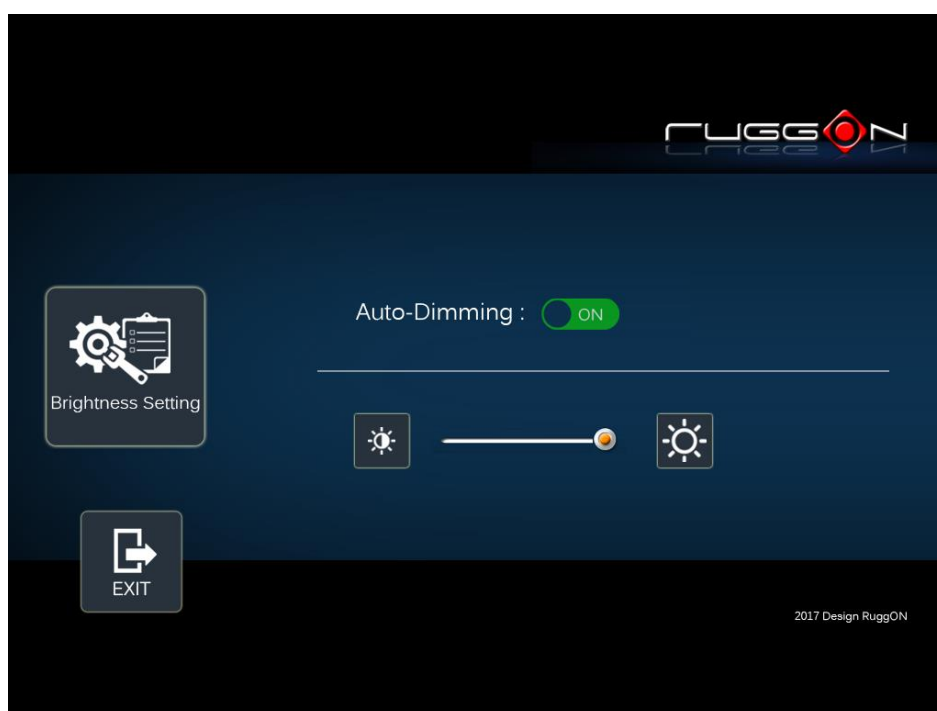 ruggON
Auto-Dimming : ON
Brightness Setting
EXIT
2017 Design RuggON